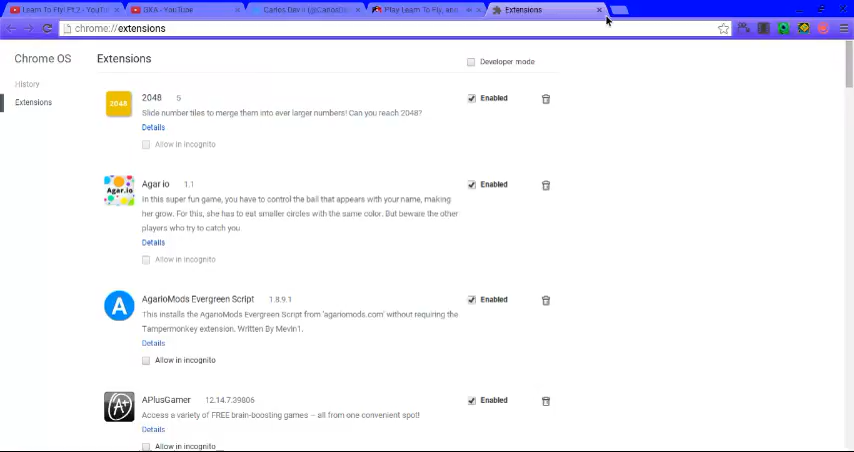 Learn To Fly! Pt.2 - YouTu
GKA - YouTube
Carlos Dav
Play Learn To Fly, a
Extensions
chrome://extensions
Chrome OS
Extensions
Developer mode
History
Extensions
2048 5
Enabled
2048
Slide number tiles to merge them into ever larger numbers! Can you reach 2048?
Details
Allow in incognito
Agar io 1.1
Enabled
Agar.io
In this super fun game, you have to control the ball that appears with your name, making
her grow. For this, she has to eat smaller circles with the same color. But beware the other
players who try to catch you
Details
Allow in incognito
AgarioMods Evergreen Script 1.8.9.1
Enabled
A
This installs the AgarioMods Evergreen Script from 'agariomods.com' without requiring the
Tampermonkey extension. Written By Mevin1.
Details
Allow in incognito
APlusGamer 12.14.7.39806
Enabled
A+
Access a variety of FREE brain-boosting games -- all from one convenient spot!
Details
Allow in incognito